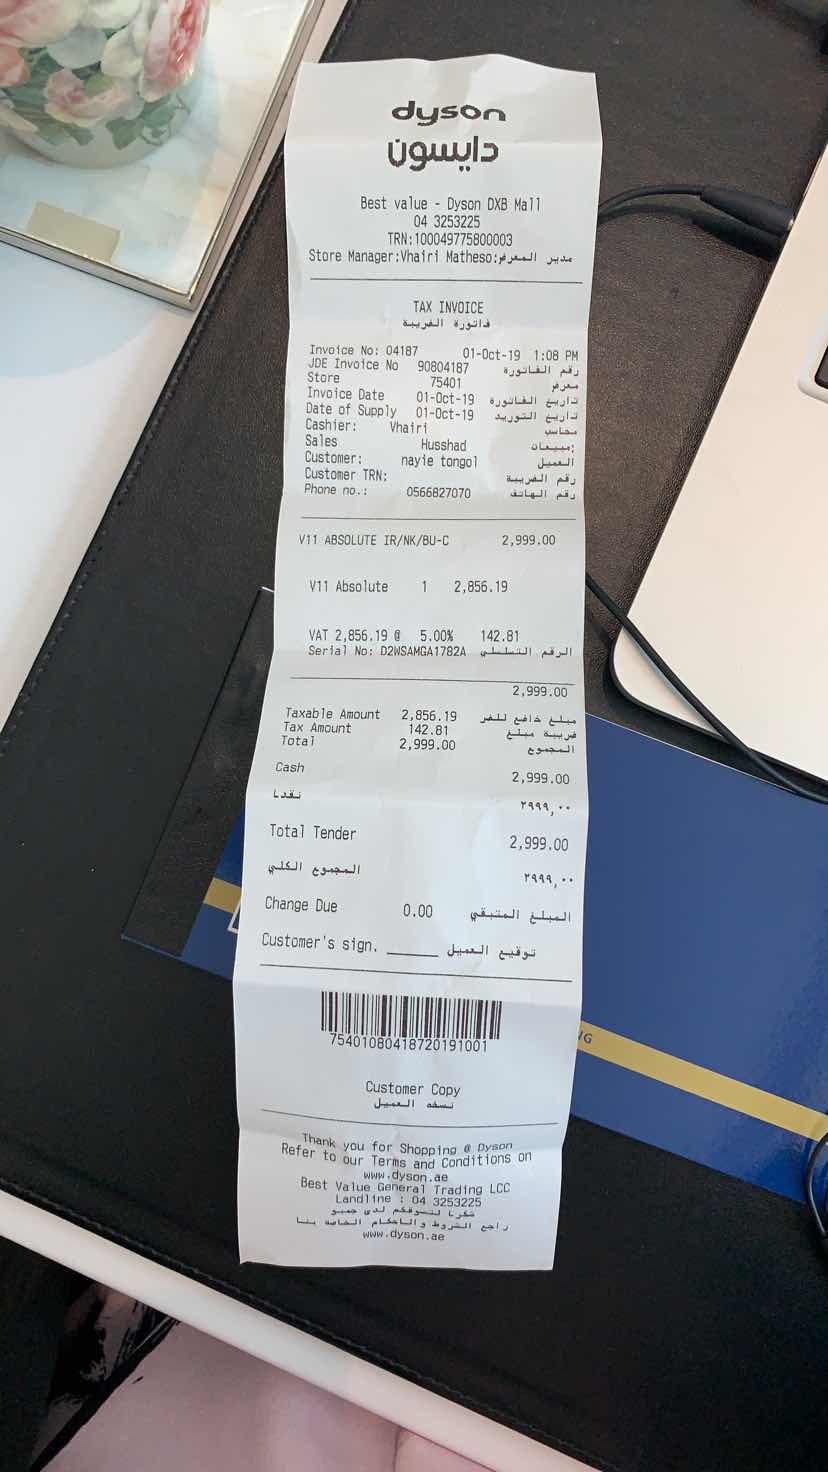 dyson
دايسون
Best value - Dyson DXB Mall
04 3253225
TRN:100049775800003
Store Manager:Vhairi Matheso:مدير المعرض
TAX INVOICE
فاتورة الضريبة
Invoice No: 04187 01-Oct-19 1:08 PM
JDE Invoice No 90804187 رقم الفاتورة
Store 75401 معرض
Invoice Date 01-Oct-19 تاريخ الفاتورة
Date of Supply 01-Oct-19 تاريخ التوريد
Cashier: Vhairi محاسب
Sales Husshad مبيعات:
Customer: nayie tongol العميل
Customer TRN: رقم الضريبة
Phone no.: 0566827070 رقم الهاتف
V11 ABSOLUTE IR/NK/BU-C 2,999.00
V11 Absolute 1 2,856.19
VAT 2,856.19 @ 5.00% 142.81
Serial No: D2WSAMGA1782A الرقم التسلسلي
2,999.00
Taxable Amount 2,856.19 مبلغ خاضع للضر
Tax Amount 142.81 ضريبة مبلغ
Total 2,999.00 المجموع
Cash 2,999.00
نقدا ٢٩٩٩,٠٠
Total Tender 2,999.00
المجموع الكلي ٢٩٩٩,٠٠
Change Due 0.00 المبلغ المتبقي
Customer's sign. ______ توقيع العميل
75401080418720191001
Customer Copy
نسخه العميل
Thank you for Shopping @ Dyson
Refer to our Terms and Conditions on
www.dyson.ae
Best Value General Trading LCC
Landline : 04 3253225
شكرا لتسوقكم لدى جمبو
راجع الشروط والاحكام الخاصه بنا
www.dyson.ae
NG